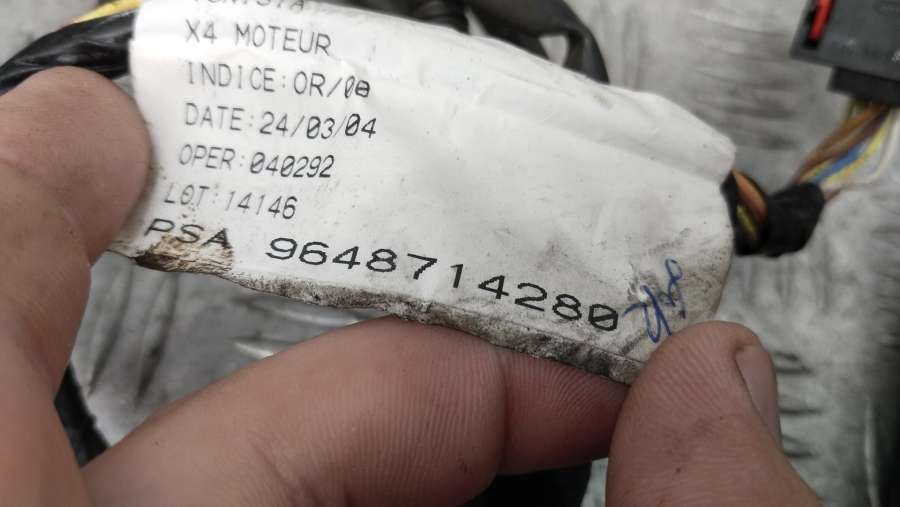 X4 MOTEUR
INDICE:OR/00
DATE:24/03/04
OPER:040292
LOT:14146
PSA 9648714280